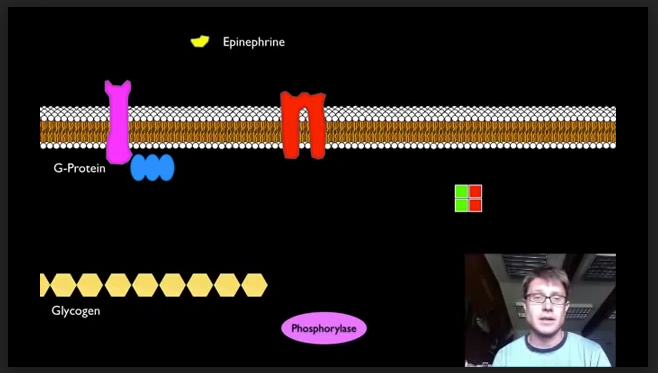 Epinephrine
G-Protein
Glycogen
Phosphorylase